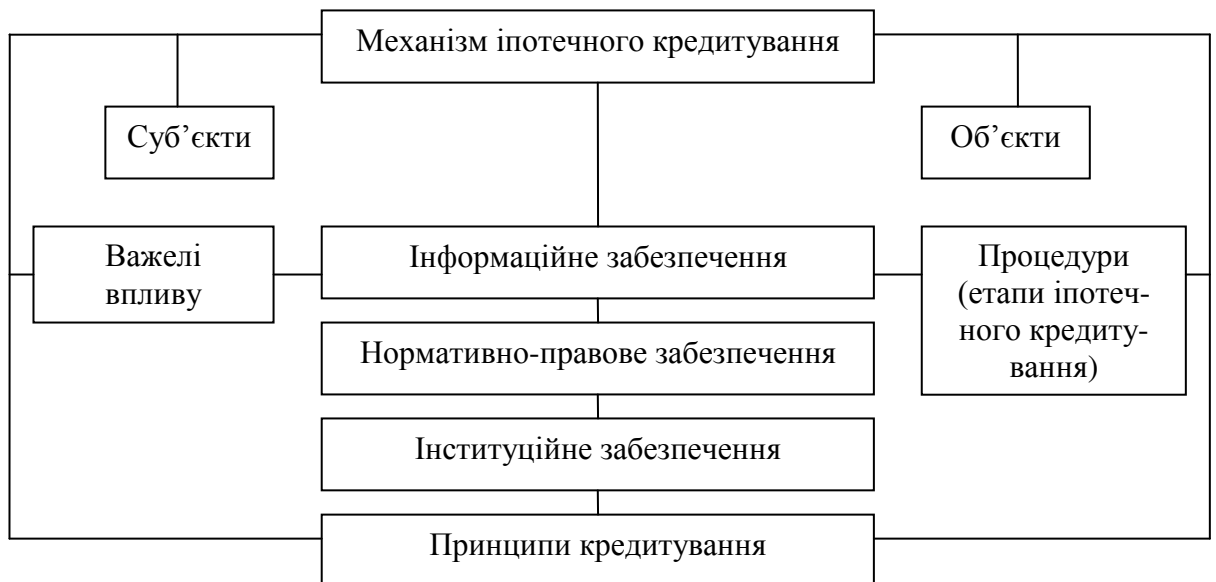 Механізм іпотечного кредитування
Суб’єкти
Об’єкти
Важелі
впливу
Інформаційне забезпечення
Процедури
(етапи іпотеч-
ного кредиту-
вання)
Нормативно-правове забезпечення
Інституційне забезпечення
Принципи кредитування